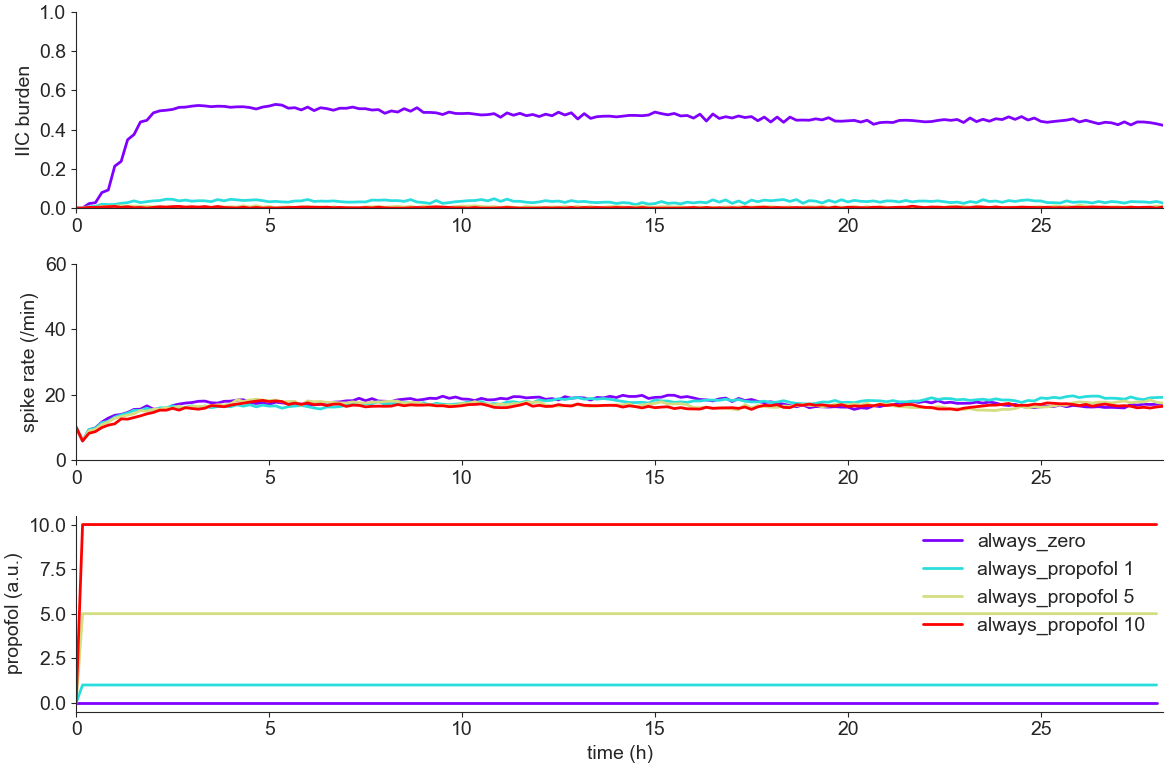 1.0
0.8
0.6
0.4
0.2
0.0
IIC burden
0 5 10 15 20 25
60
40
20
0
spike rate (/min)
0 5 10 15 20 25
10.0
7.5
5.0
2.5
0.0
propofol (a.u.)
always_zero
always_propofol 1
always_propofol 5
always_propofol 10
0 5 10 15 20 25
time (h)